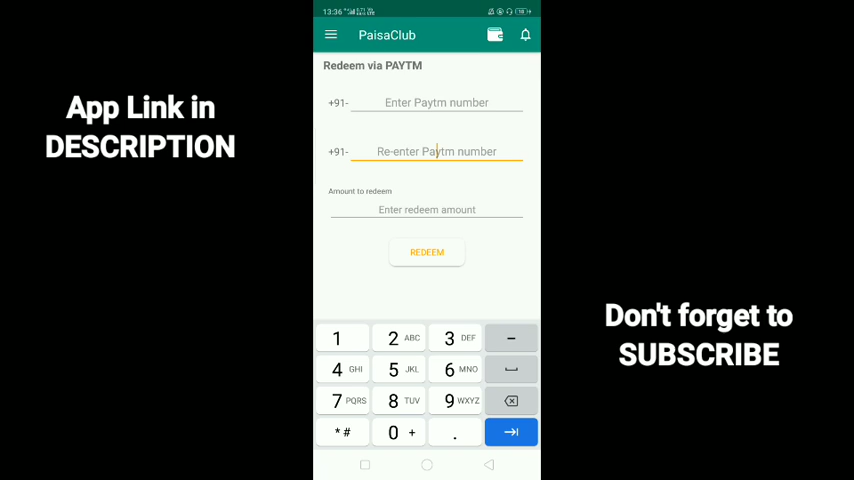 13:36
PaisaClub
Redeem via PAYTM
+91- Enter Paytm number
+91- Re-enter Paytm number
Amount to redeem
Enter redeem amount
REDEEM
1 2 ABC 3 DEF -
4 GHI 5 JKL 6 MNO
7 PQRS 8 TUV 9 WXYZ
* # 0 + .
App Link in
DESCRIPTION
Don't forget to
SUBSCRIBE